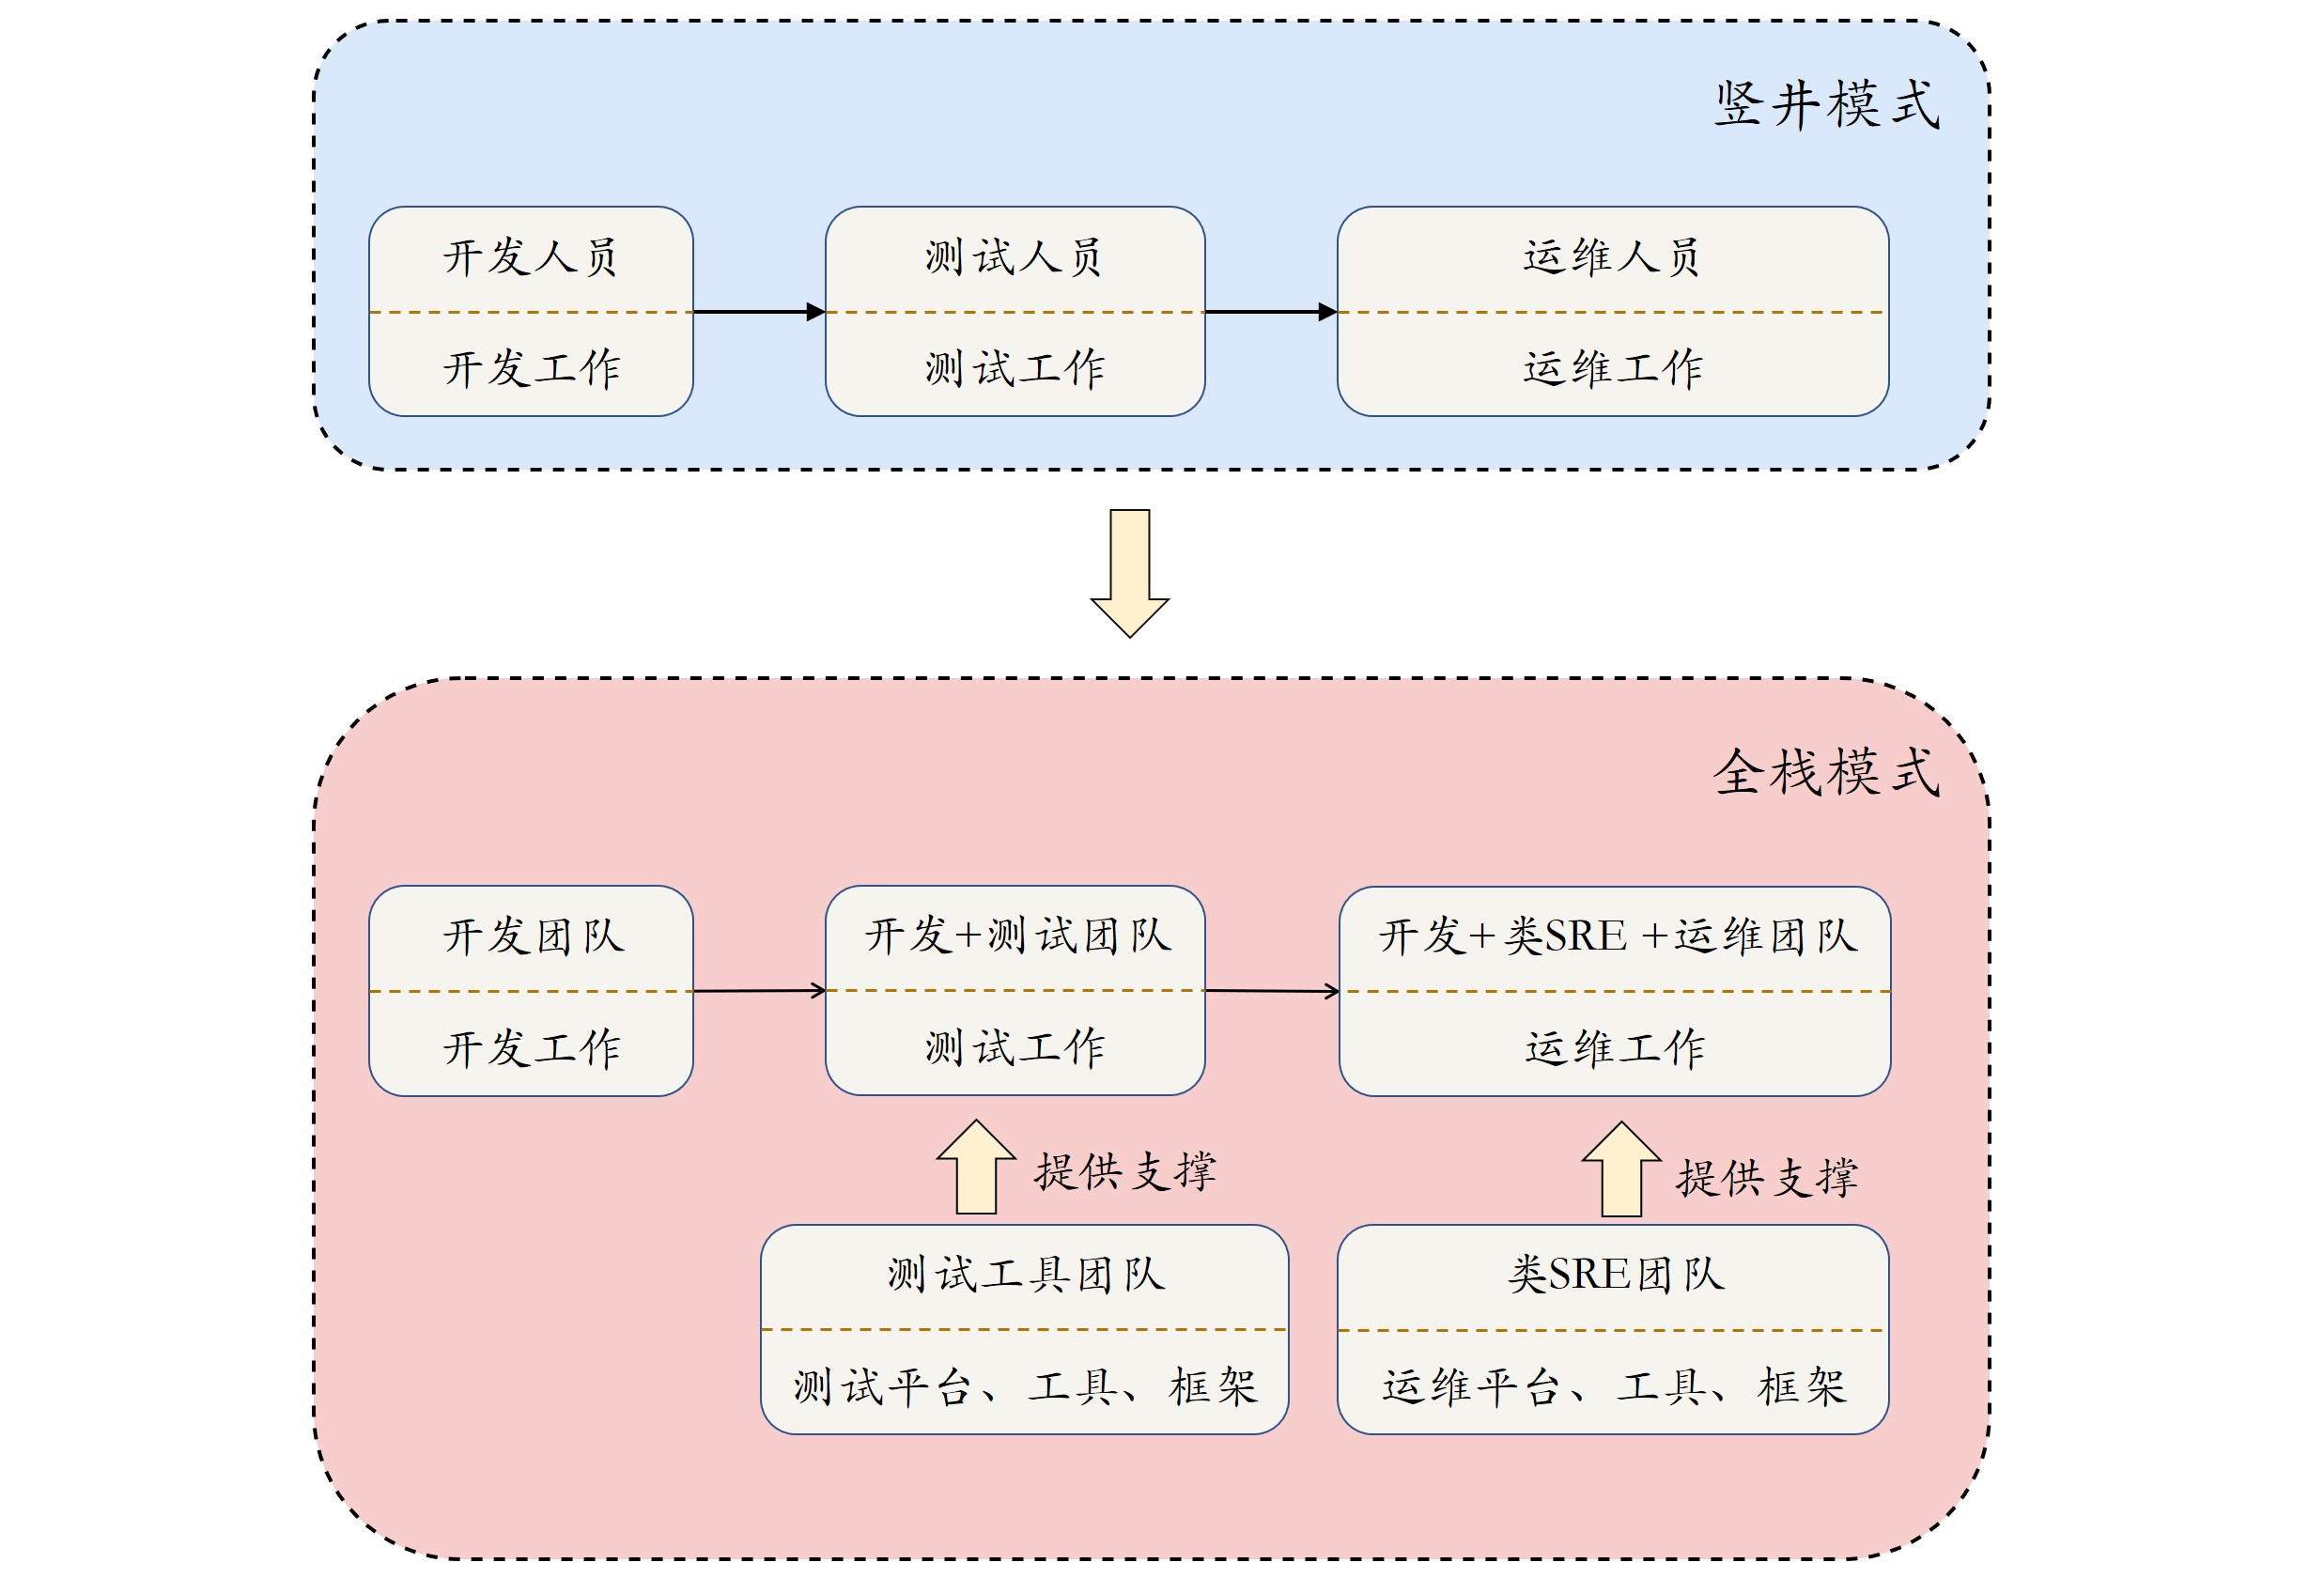 竖井模式
开发人员
测试人员
运维人员
开发工作
测试工作
运维工作
全栈模式
开发团队
开发+测试团队
开发+类SRE +运维团队
开发工作
测试工作
运维工作
提供支撑
提供支撑
测试工具团队
类SRE团队
测试平台、工具、框架
运维平台、工具、框架